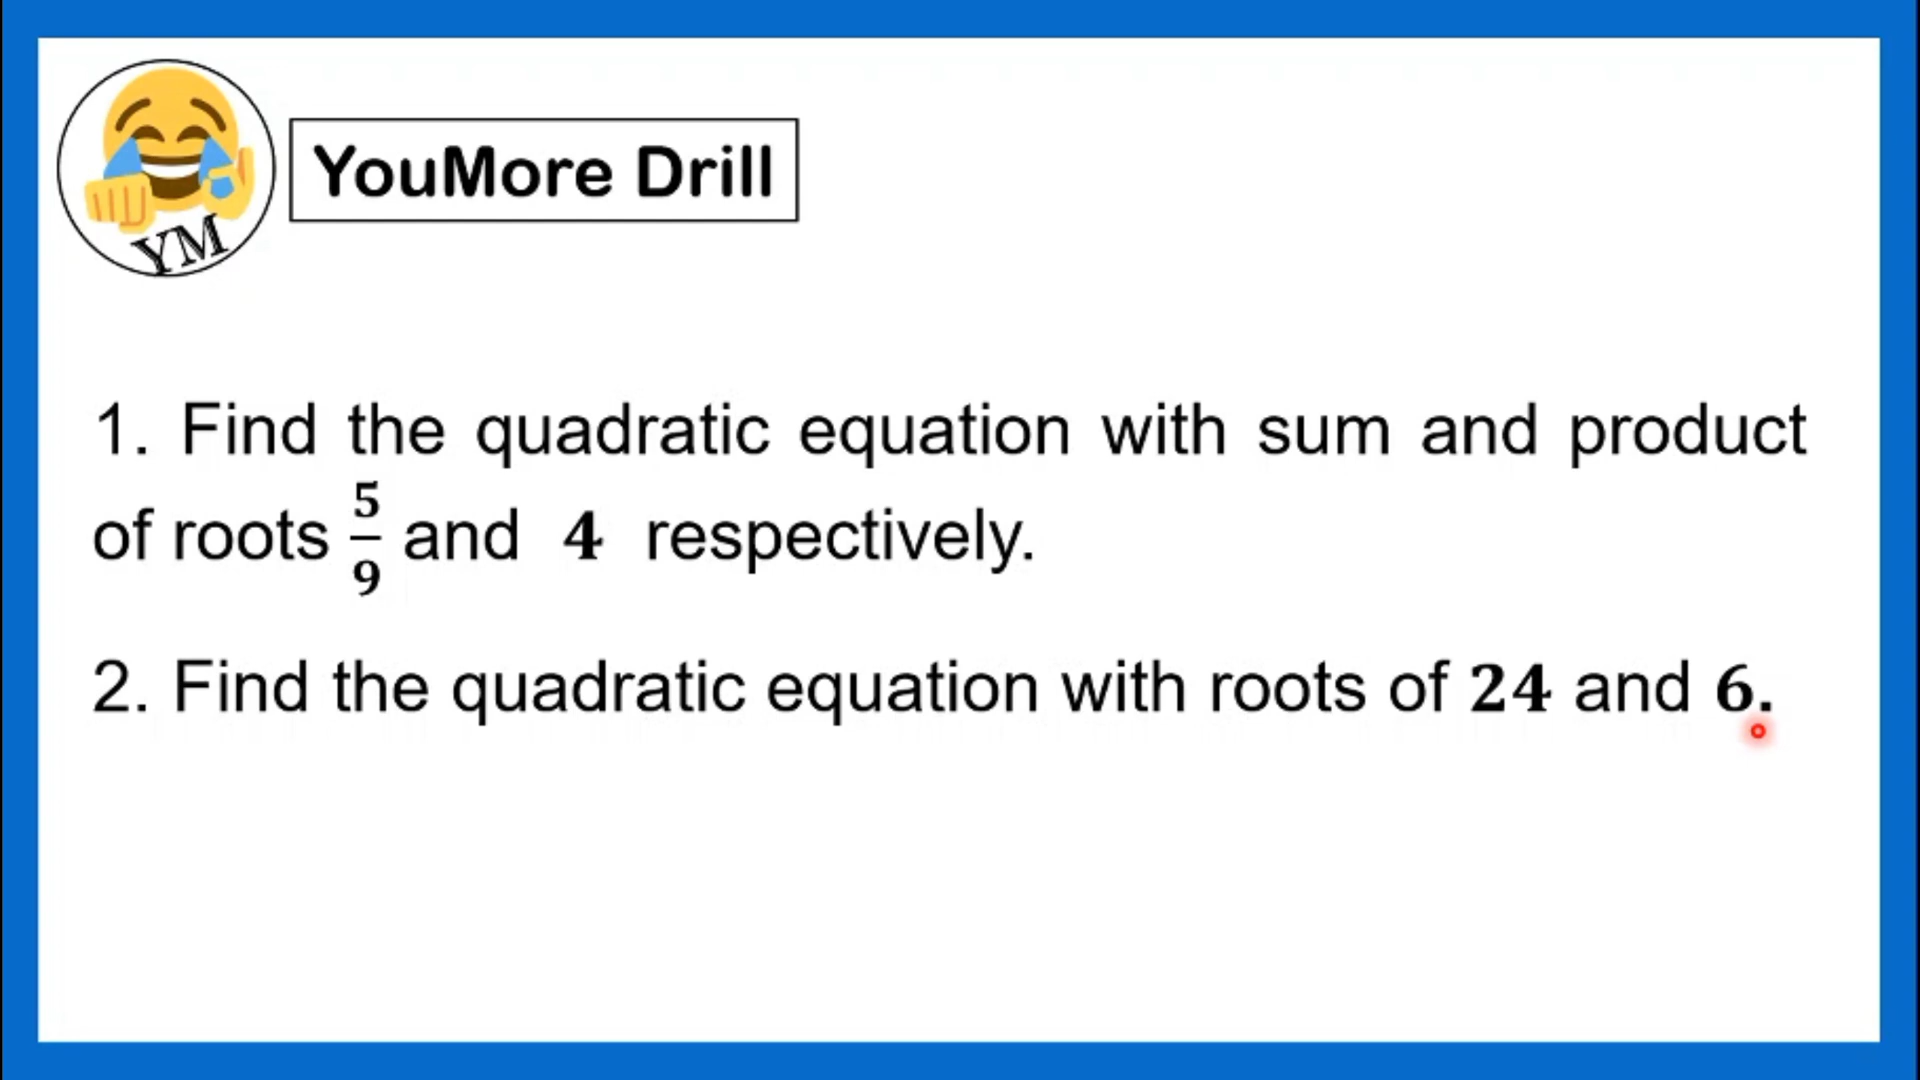 YM
YouMore Drill
1. Find the quadratic equation with sum and product
of roots 5/9 and 4 respectively.
2. Find the quadratic equation with roots of 24 and 6.